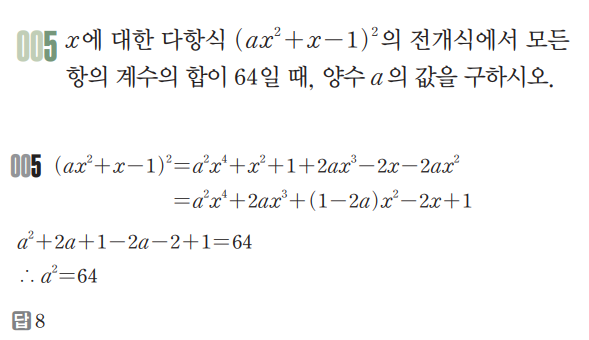 005 x에 대한 다항식 (ax²+x-1)²의 전개식에서 모든
항의 계수의 합이 64일 때, 양수 a의 값을 구하시오.
005 (ax²+x-1)²=a²x⁴+x²+1+2ax³-2x-2ax²
=a²x⁴+2ax³+(1-2a)x²-2x+1
a²+2a+1-2a-2+1=64
∴ a²=64
답 8